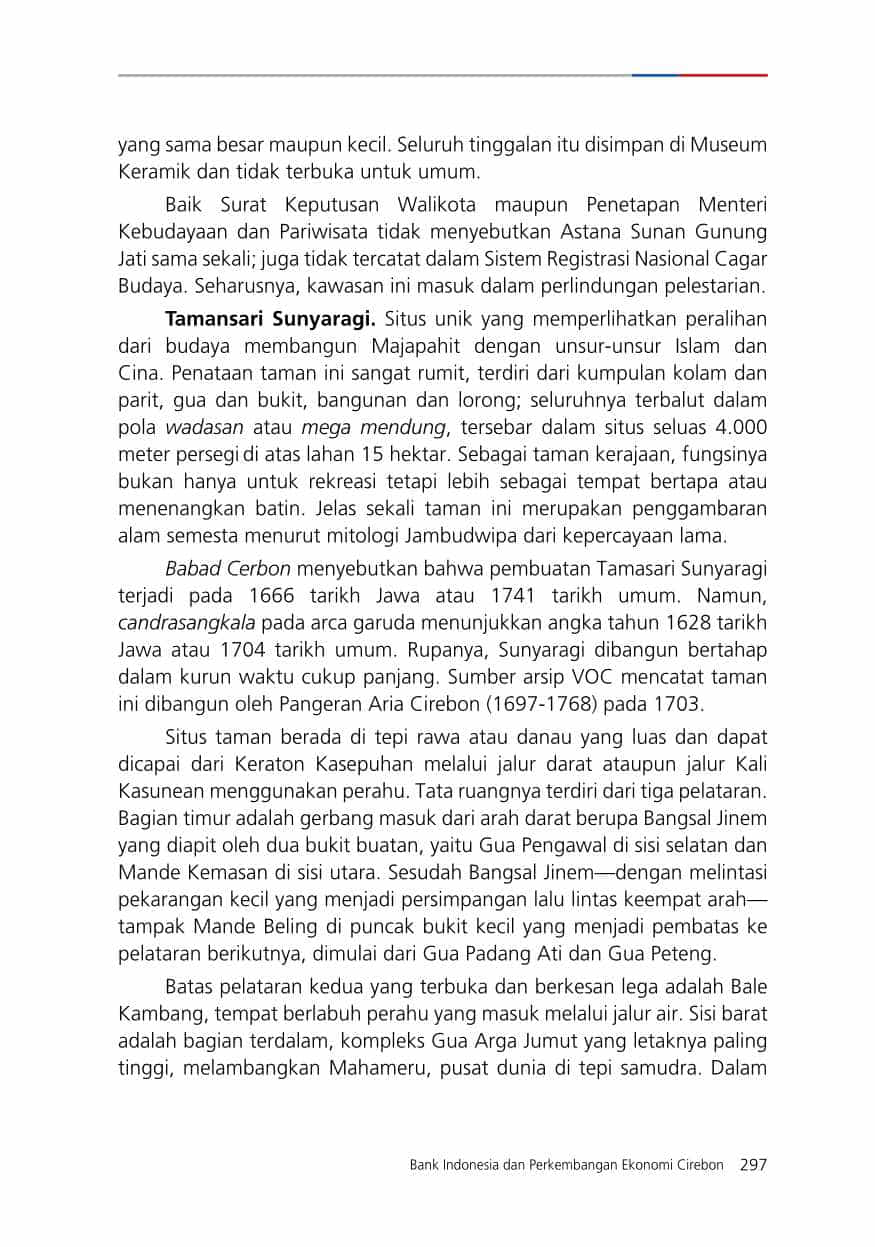 yang sama besar maupun kecil. Seluruh tinggalan itu disimpan di Museum
Keramik dan tidak terbuka untuk umum.
Baik Surat Keputusan Walikota maupun Penetapan Menteri
Kebudayaan dan Pariwisata tidak menyebutkan Astana Sunan Gunung
Jati sama sekali; juga tidak tercatat dalam Sistem Registrasi Nasional Cagar
Budaya. Seharusnya, kawasan ini masuk dalam perlindungan pelestarian.
Tamansari Sunyaragi. Situs unik yang memperlihatkan peralihan
dari budaya membangun Majapahit dengan unsur-unsur Islam dan
Cina. Penataan taman ini sangat rumit, terdiri dari kumpulan kolam dan
parit, gua dan bukit, bangunan dan lorong; seluruhnya terbalut dalam
pola wadasan atau mega mendung, tersebar dalam situs seluas 4.000
meter persegi di atas lahan 15 hektar. Sebagai taman kerajaan, fungsinya
bukan hanya untuk rekreasi tetapi lebih sebagai tempat bertapa atau
menenangkan batin. Jelas sekali taman ini merupakan penggambaran
alam semesta menurut mitologi Jambudwipa dari kepercayaan lama.
Babad Cerbon menyebutkan bahwa pembuatan Tamasari Sunyaragi
terjadi pada 1666 tarikh Jawa atau 1741 tarikh umum. Namun,
candrasangkala pada arca garuda menunjukkan angka tahun 1628 tarikh
Jawa atau 1704 tarikh umum. Rupanya, Sunyaragi dibangun bertahap
dalam kurun waktu cukup panjang. Sumber arsip VOC mencatat taman
ini dibangun oleh Pangeran Aria Cirebon (1697-1768) pada 1703.
Situs taman berada di tepi rawa atau danau yang luas dan dapat
dicapai dari Keraton Kasepuhan melalui jalur darat ataupun jalur Kali
Kasunean menggunakan perahu. Tata ruangnya terdiri dari tiga pelataran.
Bagian timur adalah gerbang masuk dari arah darat berupa Bangsal Jinem
yang diapit oleh dua bukit buatan, yaitu Gua Pengawal di sisi selatan dan
Mande Kemasan di sisi utara. Sesudah Bangsal Jinem—dengan melintasi
pekarangan kecil yang menjadi persimpangan lalu lintas keempat arah—
tampak Mande Beling di puncak bukit kecil yang menjadi pembatas ke
pelataran berikutnya, dimulai dari Gua Padang Ati dan Gua Peteng.
Batas pelataran kedua yang terbuka dan berkesan lega adalah Bale
Kambang, tempat berlabuh perahu yang masuk melalui jalur air. Sisi barat
adalah bagian terdalam, kompleks Gua Arga Jumut yang letaknya paling
tinggi, melambangkan Mahameru, pusat dunia di tepi samudra. Dalam
Bank Indonesia dan Perkembangan Ekonomi Cirebon 297